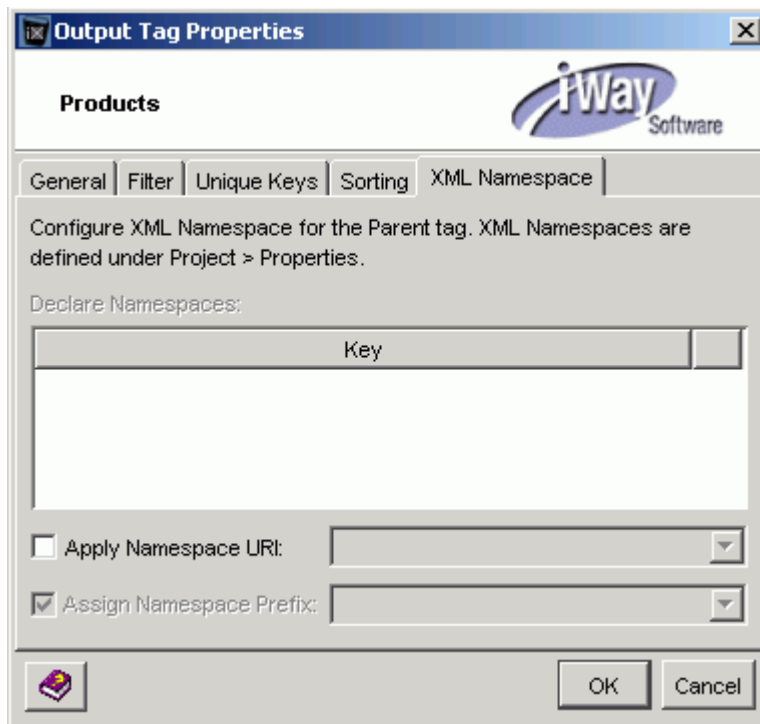 iX Output Tag Properties
Products
iWay
Software
General Filter Unique Keys Sorting XML Namespace
Configure XML Namespace for the Parent tag. XML Namespaces are
defined under Project > Properties.
Declare Namespaces:
Key
Apply Namespace URI:
Assign Namespace Prefix:
? OK Cancel